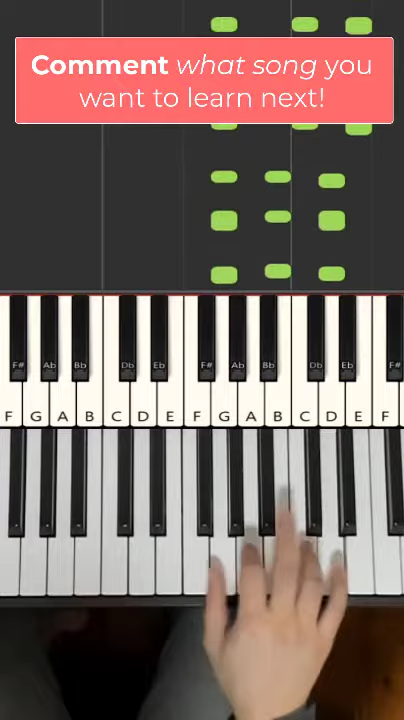 Comment what song you
want to learn next!
F# Ab Bb Db Eb F# Ab Bb Db Eb F#
F G A B C D E F G A B C D E F